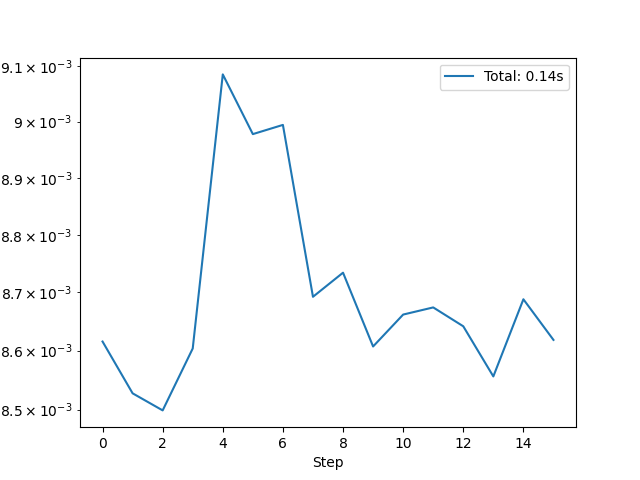 Total: 0.14s
9.1 × 10⁻³
9 × 10⁻³
8.9 × 10⁻³
8.8 × 10⁻³
8.7 × 10⁻³
8.6 × 10⁻³
8.5 × 10⁻³
0 2 4 6 8 10 12 14
Step